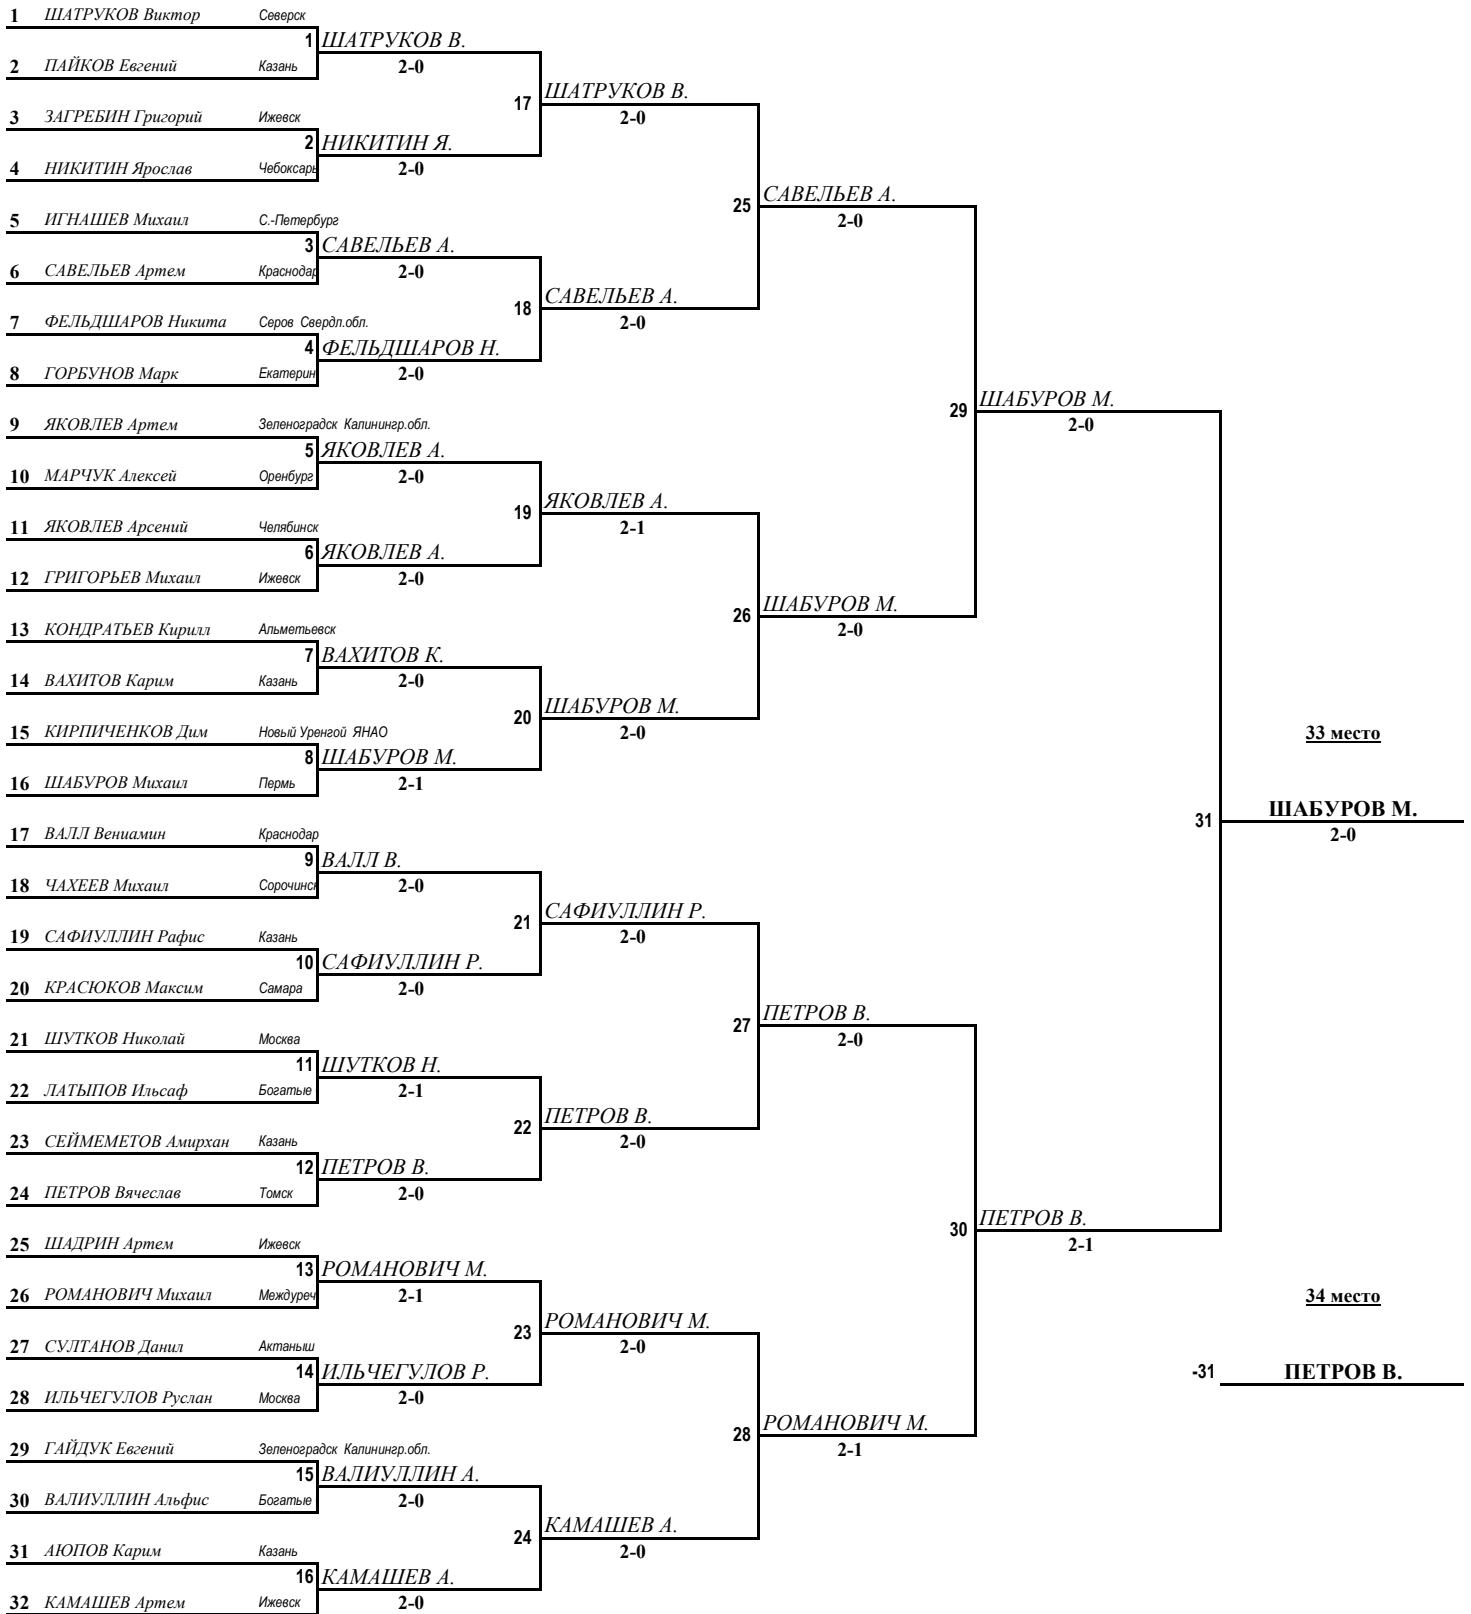 1 ШАТРУКОВ Виктор Северск
1 ШАТРУКОВ В.
2 ПАЙКОВ Евгений Казань 2-0
17 ШАТРУКОВ В.
2-0
3 ЗАГРЕБИН Григорий Ижевск
2 НИКИТИН Я.
4 НИКИТИН Ярослав Чебоксары 2-0
25 САВЕЛЬЕВ А.
2-0
5 ИГНАШЕВ Михаил С.-Петербург
3 САВЕЛЬЕВ А.
6 САВЕЛЬЕВ Артем Краснодар 2-0
18 САВЕЛЬЕВ А.
2-0
7 ФЕЛЬДШАРОВ Никита Серов Свердл.обл.
4 ФЕЛЬДШАРОВ Н.
8 ГОРБУНОВ Марк Екатерин 2-0
29 ШАБУРОВ М.
2-0
9 ЯКОВЛЕВ Артем Зеленоградск Калинингр.обл.
5 ЯКОВЛЕВ А.
10 МАРЧУК Алексей Оренбург 2-0
19 ЯКОВЛЕВ А.
2-1
11 ЯКОВЛЕВ Арсений Челябинск
6 ЯКОВЛЕВ А.
12 ГРИГОРЬЕВ Михаил Ижевск 2-0
26 ШАБУРОВ М.
2-0
13 КОНДРАТЬЕВ Кирилл Альметьевск
7 ВАХИТОВ К.
14 ВАХИТОВ Карим Казань 2-0
20 ШАБУРОВ М.
2-0
15 КИРПИЧЕНКОВ Дим Новый Уренгой ЯНАО
33 место
8 ШАБУРОВ М.
16 ШАБУРОВ Михаил Пермь 2-1
31 ШАБУРОВ М.
2-0
17 ВАЛЛ Вениамин Краснодар
9 ВАЛЛ В.
18 ЧАХЕЕВ Михаил Сорочинск 2-0
21 САФИУЛЛИН Р.
2-0
19 САФИУЛЛИН Рафис Казань
10 САФИУЛЛИН Р.
20 КРАСЮКОВ Максим Самара 2-0
27 ПЕТРОВ В.
2-0
21 ШУТКОВ Николай Москва
11 ШУТКОВ Н.
22 ЛАТЫПОВ Ильсаф Богатые 2-1
22 ПЕТРОВ В.
2-0
23 СЕЙМЕМЕТОВ Амирхан Казань
12 ПЕТРОВ В.
24 ПЕТРОВ Вячеслав Томск 2-0
30 ПЕТРОВ В.
2-1
25 ШАДРИН Артем Ижевск
13 РОМАНОВИЧ М.
26 РОМАНОВИЧ Михаил Междуреч 2-1
34 место
23 РОМАНОВИЧ М.
2-0
27 СУЛТАНОВ Данил Актаныш
14 ИЛЬЧЕГУЛОВ Р.
-31 ПЕТРОВ В.
28 ИЛЬЧЕГУЛОВ Руслан Москва 2-0
28 РОМАНОВИЧ М.
2-1
29 ГАЙДУК Евгений Зеленоградск Калинингр.обл.
15 ВАЛИУЛЛИН А.
30 ВАЛИУЛЛИН Альфис Богатые 2-0
24 КАМАШЕВ А.
2-0
31 АЮПОВ Карим Казань
16 КАМАШЕВ А.
32 КАМАШЕВ Артем Ижевск 2-0